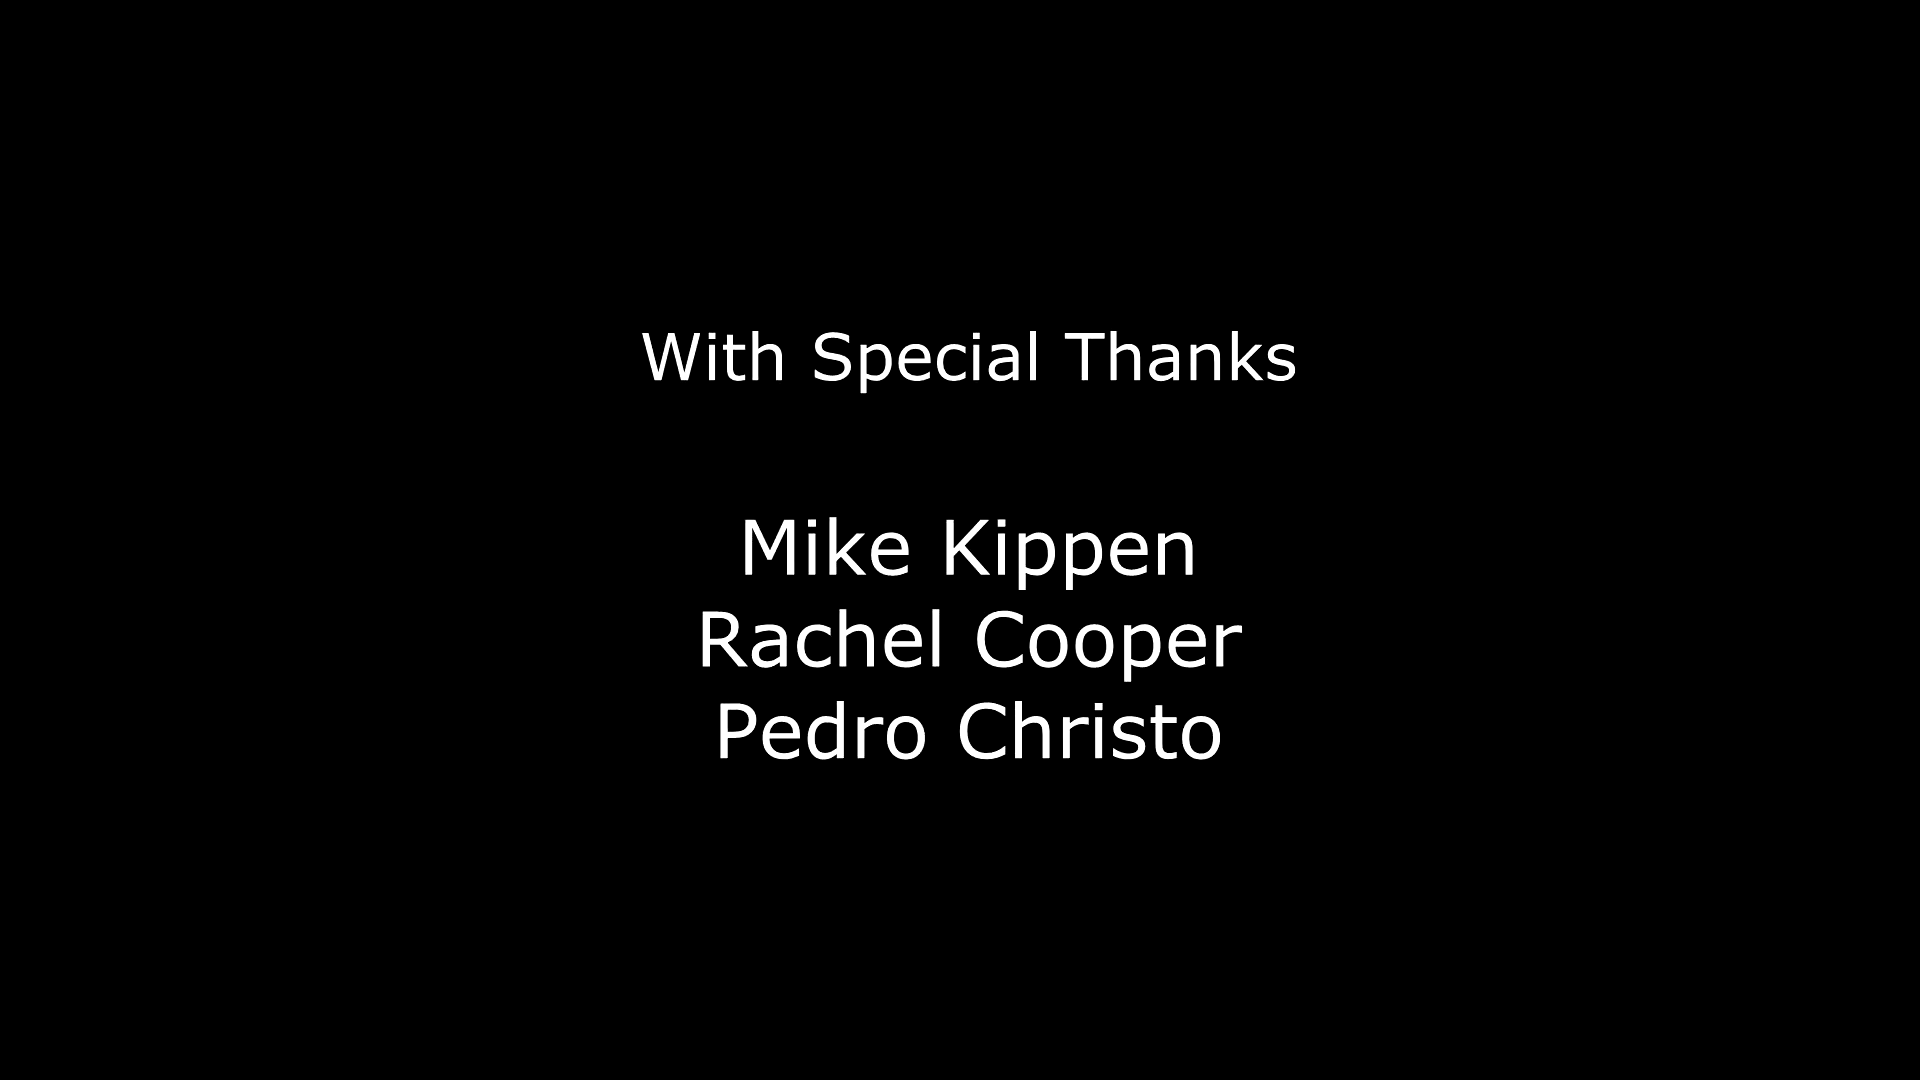 With Special Thanks
Mike Kippen
Rachel Cooper
Pedro Christo